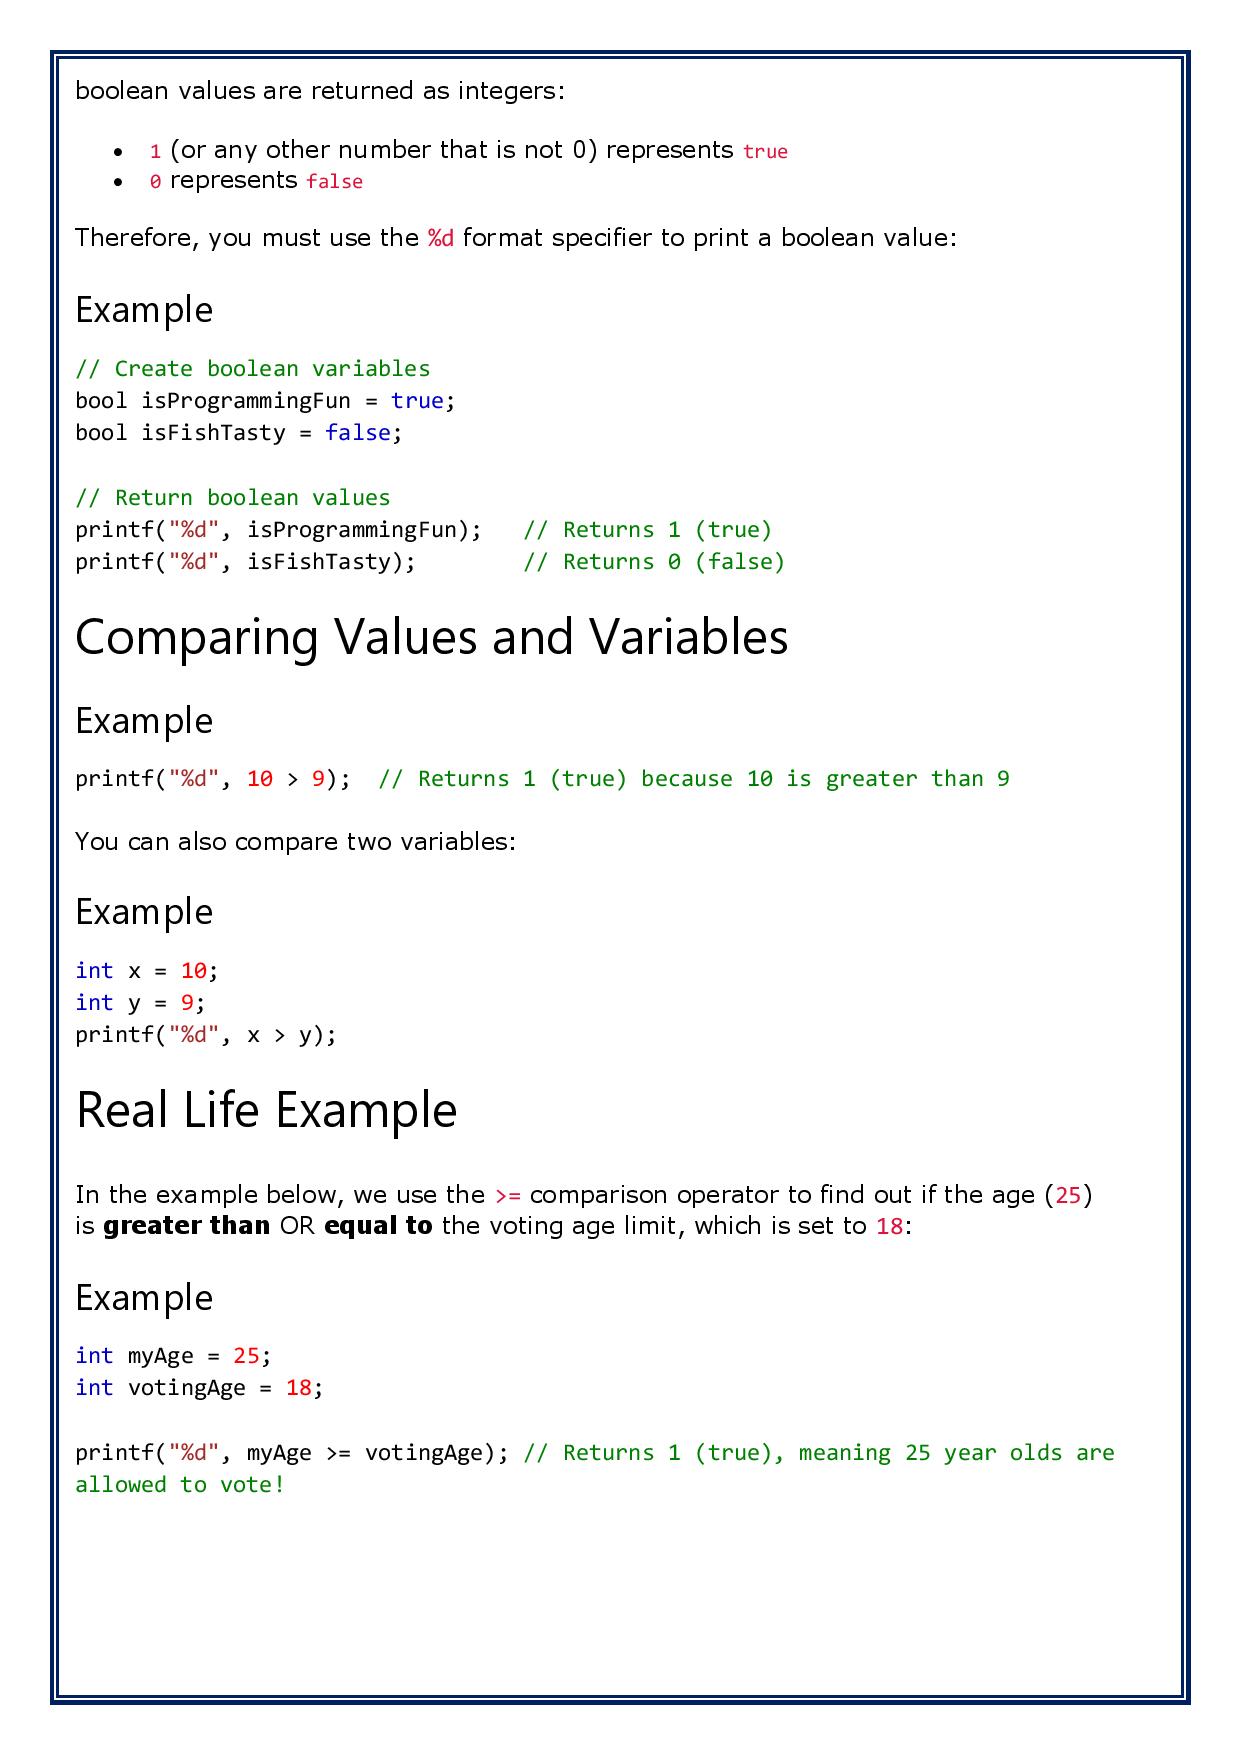 boolean values are returned as integers:
• 1 (or any other number that is not 0) represents true
• 0 represents false
Therefore, you must use the %d format specifier to print a boolean value:
Example
// Create boolean variables
bool isProgrammingFun = true;
bool isFishTasty = false;
// Return boolean values
printf("%d", isProgrammingFun);   // Returns 1 (true)
printf("%d", isFishTasty);        // Returns 0 (false)
Comparing Values and Variables
Example
printf("%d", 10 > 9);  // Returns 1 (true) because 10 is greater than 9
You can also compare two variables:
Example
int x = 10;
int y = 9;
printf("%d", x > y);
Real Life Example
In the example below, we use the >= comparison operator to find out if the age (25)
is greater than OR equal to the voting age limit, which is set to 18:
Example
int myAge = 25;
int votingAge = 18;
printf("%d", myAge >= votingAge); // Returns 1 (true), meaning 25 year olds are
allowed to vote!